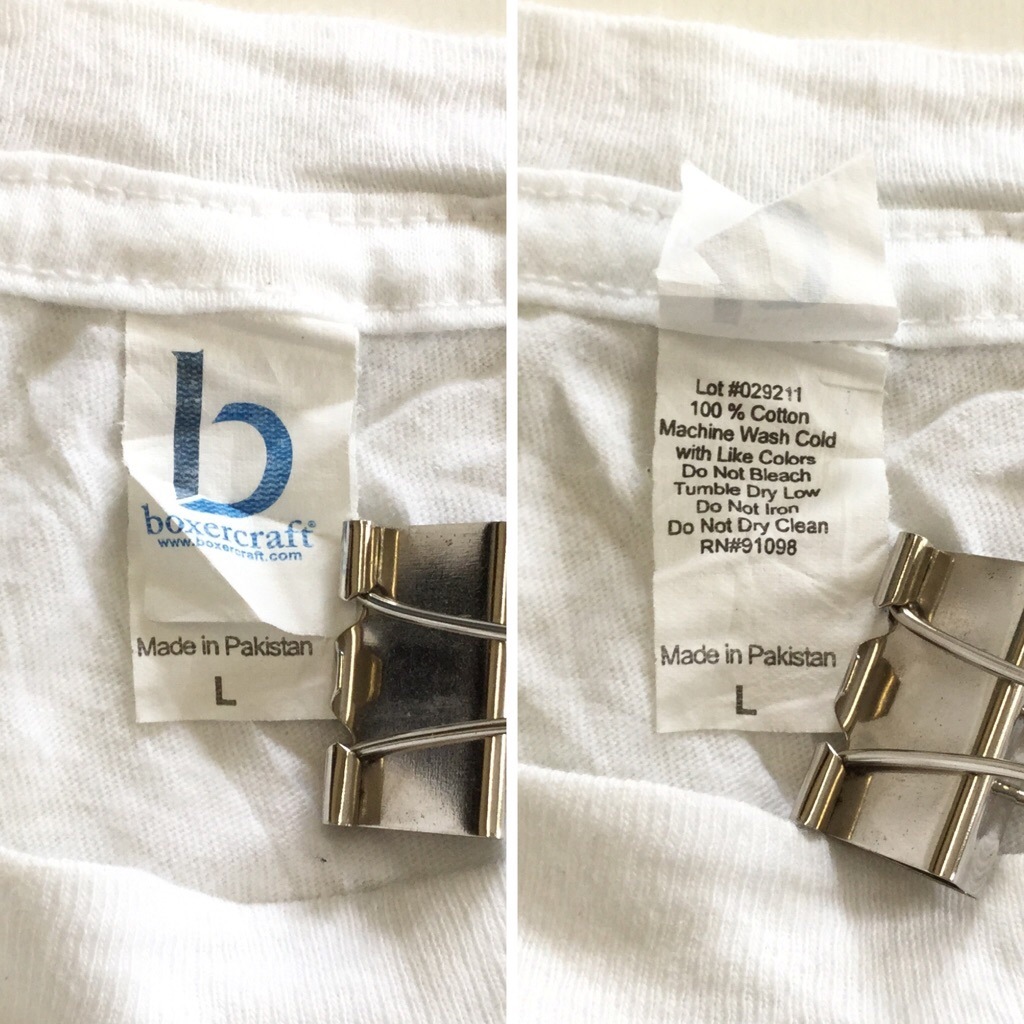 b
boxercraft®
www.boxercraft.com
Made in Pakistan
L
Lot #029211
100 % Cotton
Machine Wash Cold
with Like Colors
Do Not Bleach
Tumble Dry Low
Do Not Iron
Do Not Dry Clean
RN#91098
Made in Pakistan
L